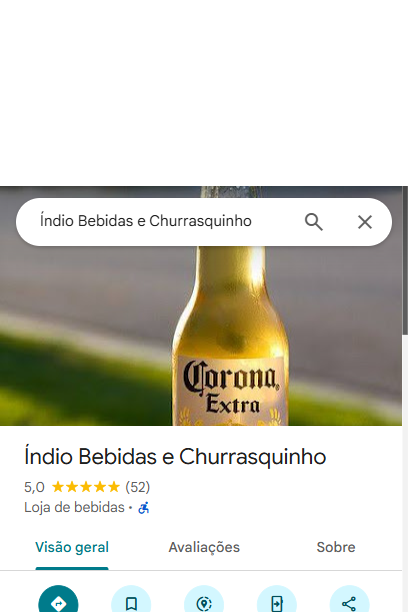 Índio Bebidas e Churrasquinho
Corona
Extra
Índio Bebidas e Churrasquinho
5,0 ★★★★★ (52)
Loja de bebidas ·
Visão geral Avaliações Sobre